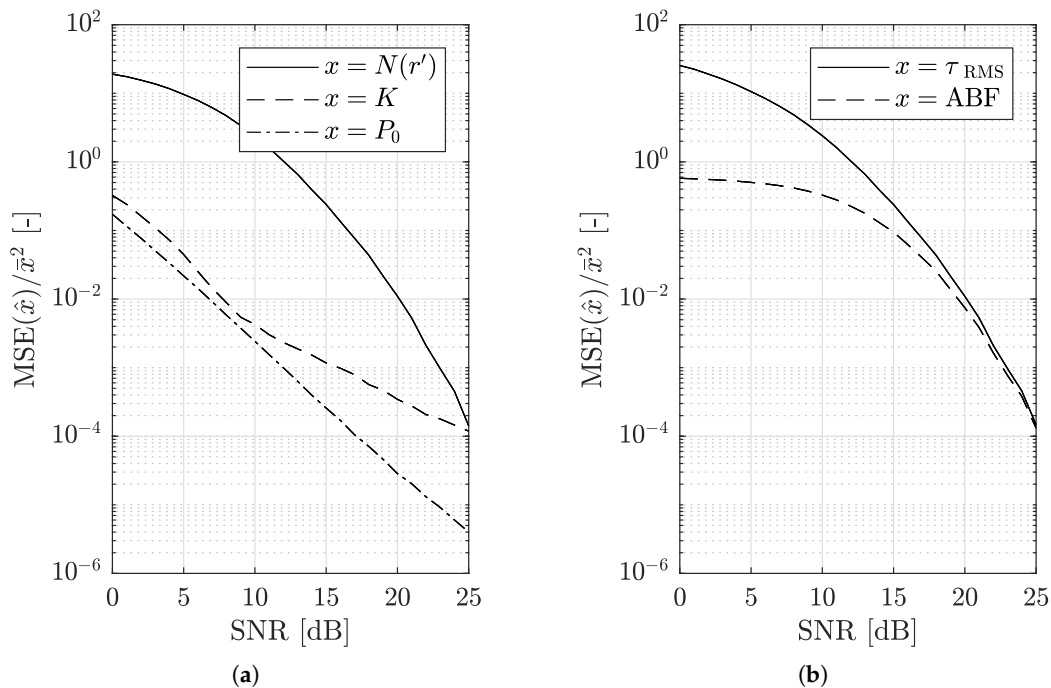 10^2
10^0
10^-2
10^-4
10^-6
MSE(x̂)/x̄^2 [-]
0 5 10 15 20 25
SNR [dB]
x = N(r′)
x = K
x = P_0
(a)
10^2
10^0
10^-2
10^-4
10^-6
MSE(x̂)/x̄^2 [-]
0 5 10 15 20 25
SNR [dB]
x = τ_RMS
x = ABF
(b)